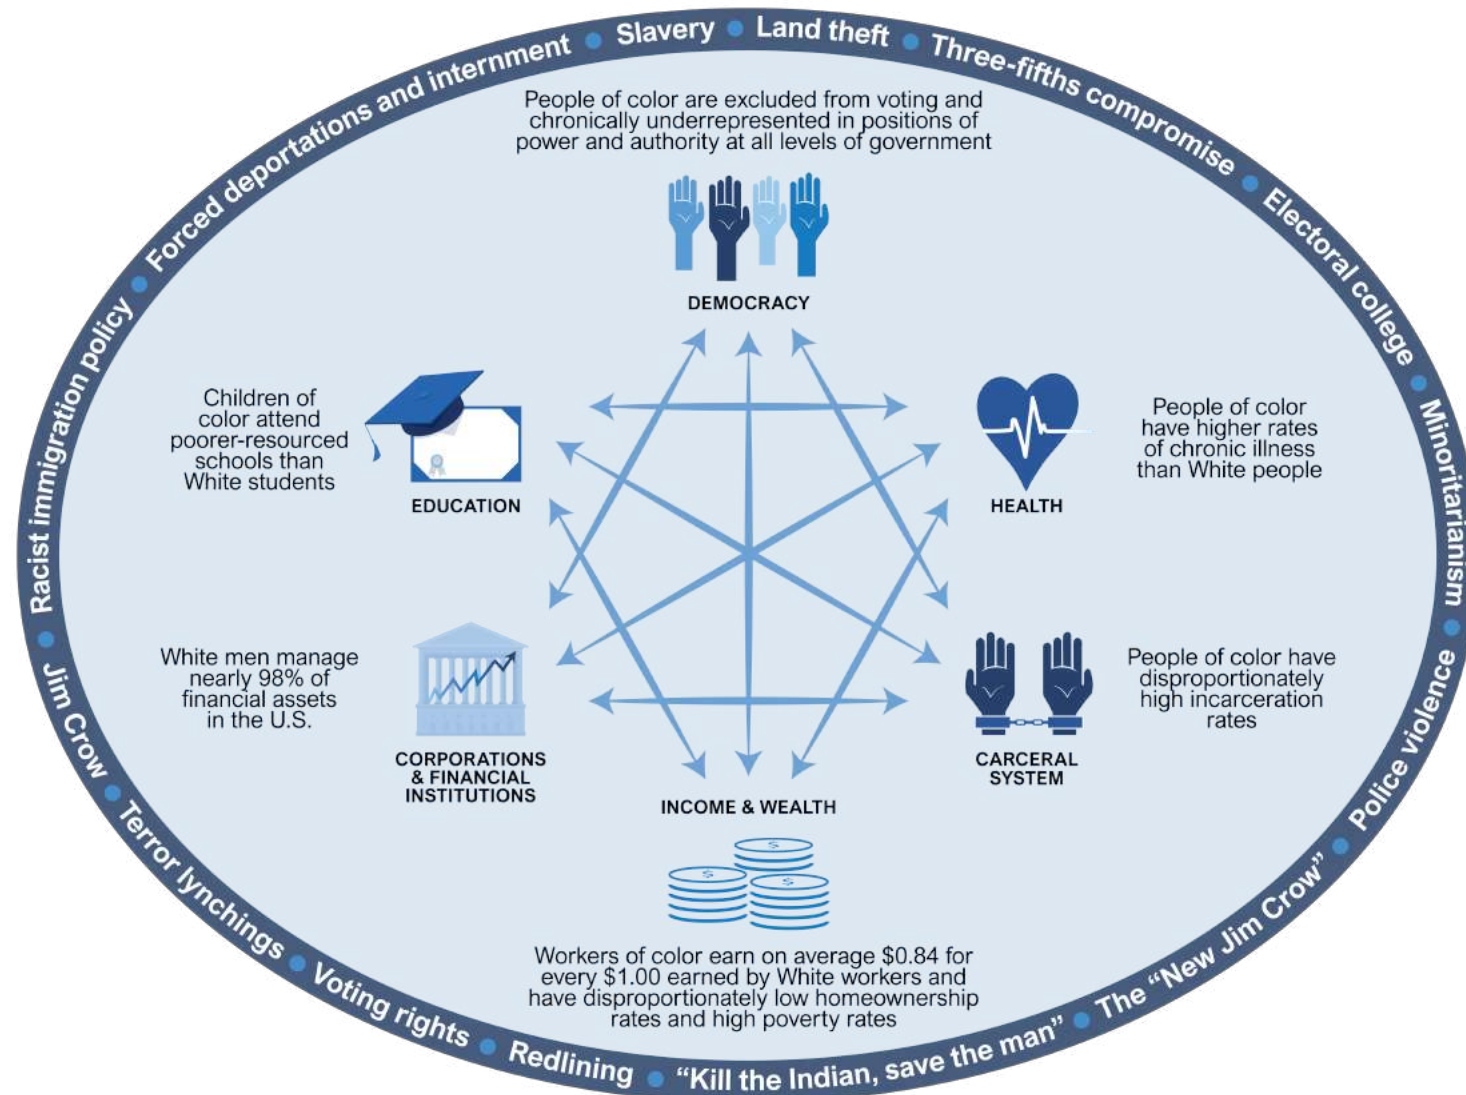 Slavery • Land theft • Three-fifths compromise • Electoral college • Minoritarianism • Police violence • The “New Jim Crow” • “Kill the Indian, save the man” • Redlining • Voting rights • Terror lynchings • Jim Crow • Racist immigration policy • Forced deportations and internment •
People of color are excluded from voting and
chronically underrepresented in positions of
power and authority at all levels of government
DEMOCRACY
Children of
color attend
poorer-resourced
schools than
White students
EDUCATION
People of color
have higher rates
of chronic illness
than White people
HEALTH
White men manage
nearly 98% of
financial assets
in the U.S.
CORPORATIONS
& FINANCIAL
INSTITUTIONS
People of color have
disproportionately
high incarceration
rates
CARCERAL
SYSTEM
INCOME & WEALTH
$
$
$
Workers of color earn on average $0.84 for
every $1.00 earned by White workers and
have disproportionately low homeownership
rates and high poverty rates